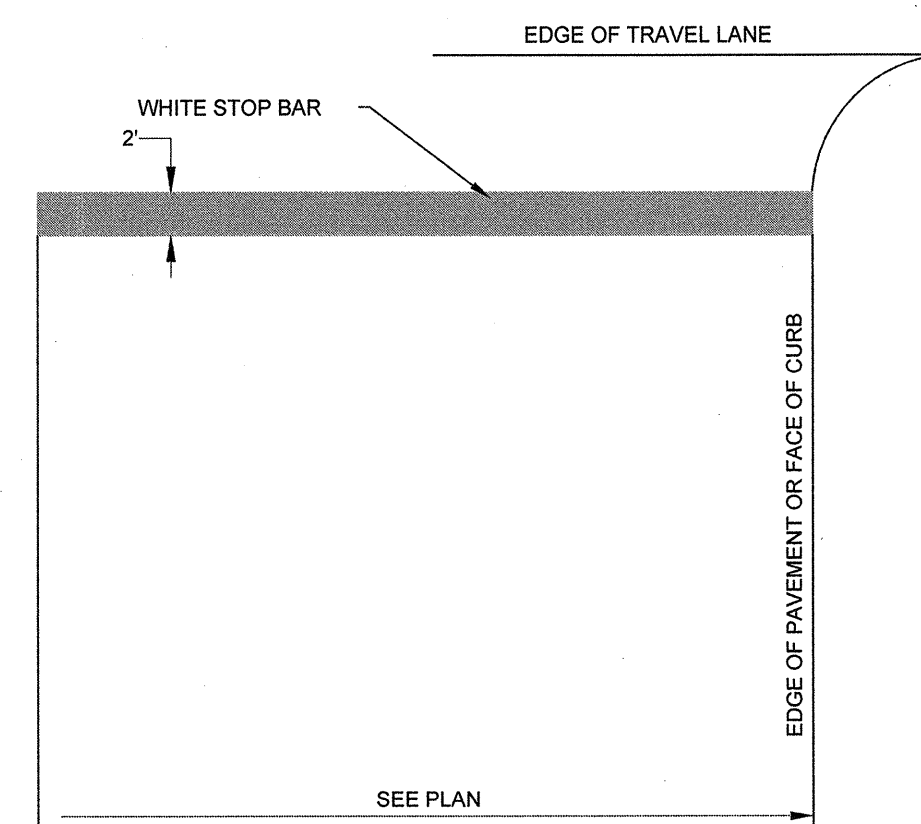 EDGE OF TRAVEL LANE
WHITE STOP BAR
2'
EDGE OF PAVEMENT OR FACE OF CURB
SEE PLAN